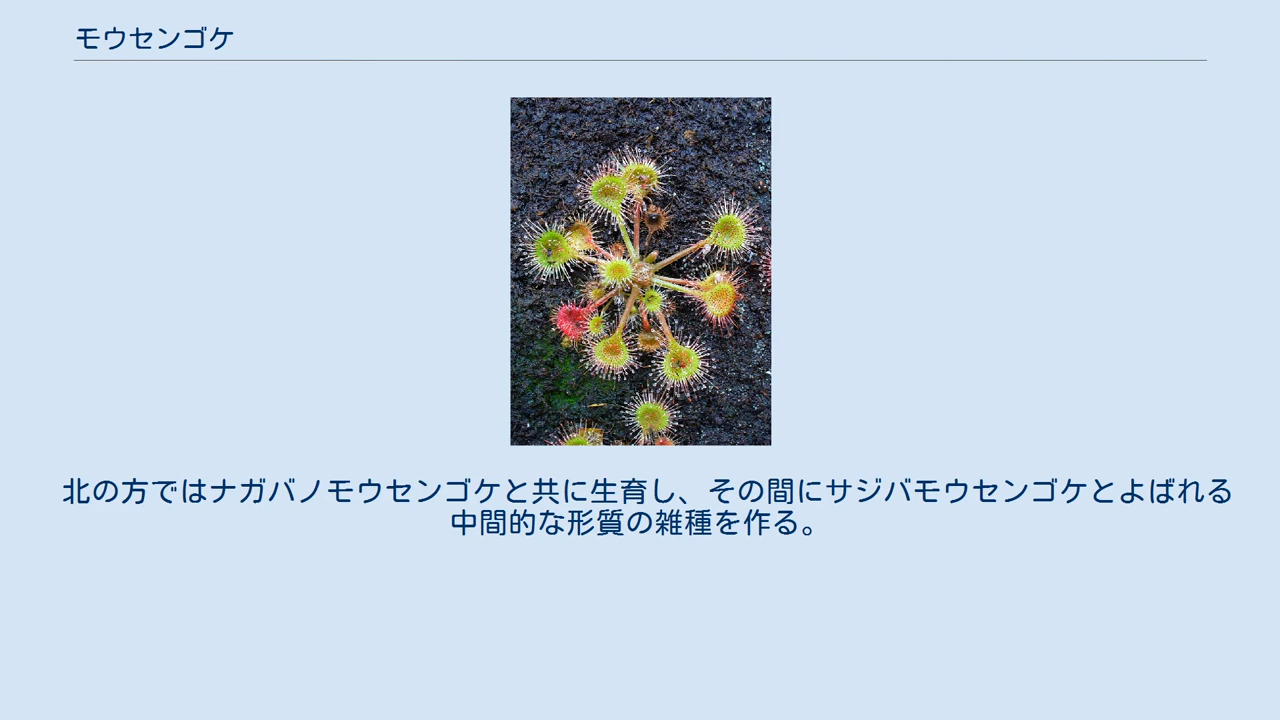 モウセンゴケ
北の方ではナガバノモウセンゴケと共に生育し、その間にサジバモウセンゴケとよばれる
中間的な形質の雑種を作る。